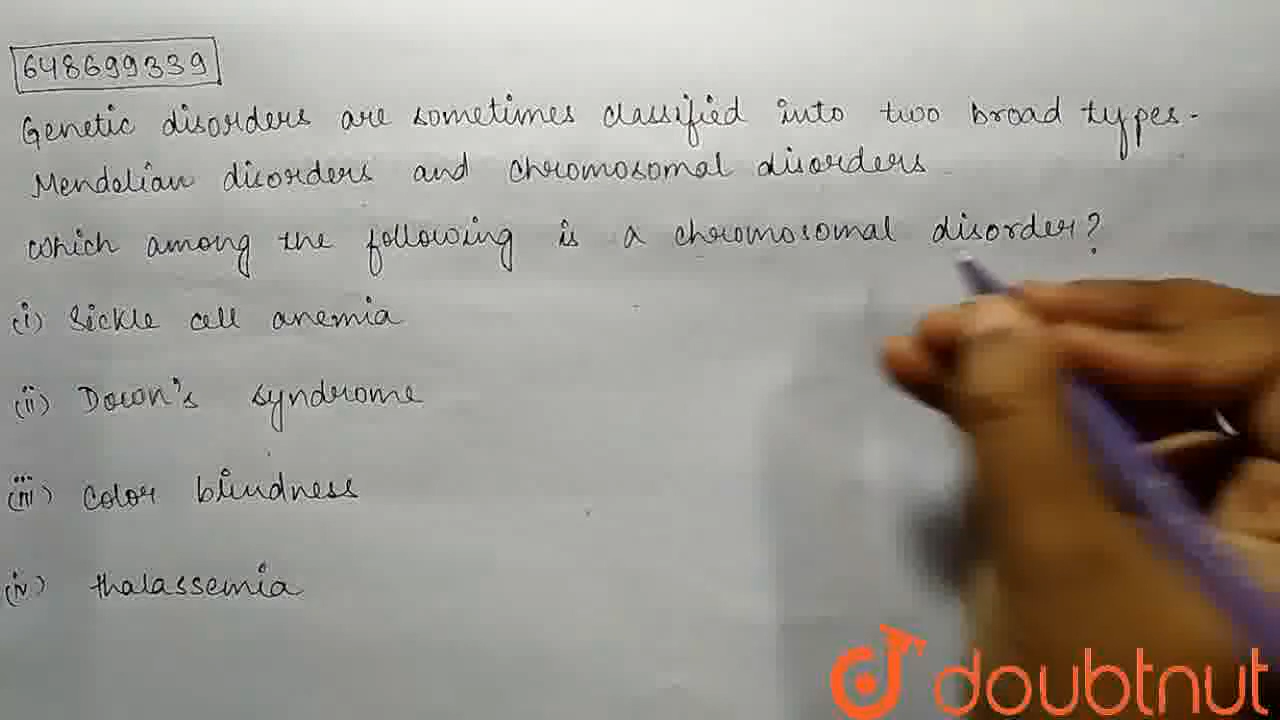 648699339
Genetic disorders are sometimes classified into two broad types-
Mendelian disorders and chromosomal disorders
which among the following is a chromosomal disorder?
(i) Sickle cell anemia
(ii) Down's syndrome
(iii) color blindness
(iv) thalassemia
doubtnut